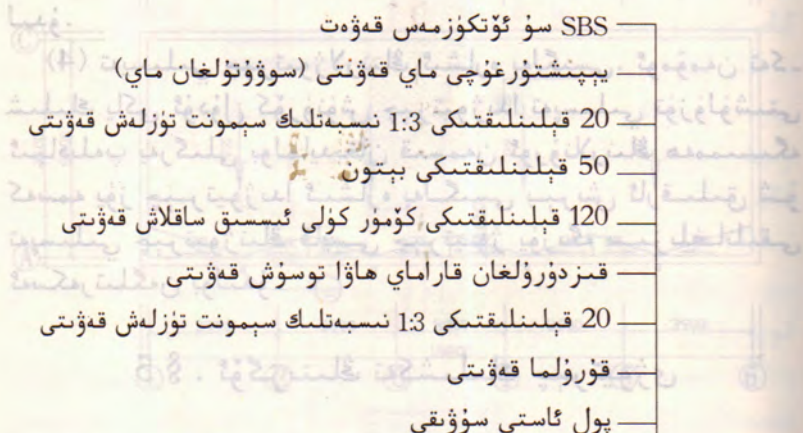 SBS سۇ ئۆتكۈزمەس قەۋەت
يېپىشتۇرغۇچى ماي قەۋىتى (سوۋۇتۇلغان ماي)
20 قېلىنلىقتىكى 1:3 نىسبەتلىك سېمونت تۈزلەش قەۋىتى
50 قېلىنلىقتىكى بېتون
120 قېلىنلىقتىكى كۆمۈر كۈلى ئىسسىق ساقلاش قەۋىتى
قىزدۇرۇلغان قاراماي ھاۋا توسۇش قەۋىتى
20 قېلىنلىقتىكى 1:3 نىسبەتلىك سېمونت تۈزلەش قەۋىتى
قۇرۇلما قەۋىتى
پول ئاستى سۇۋىقى